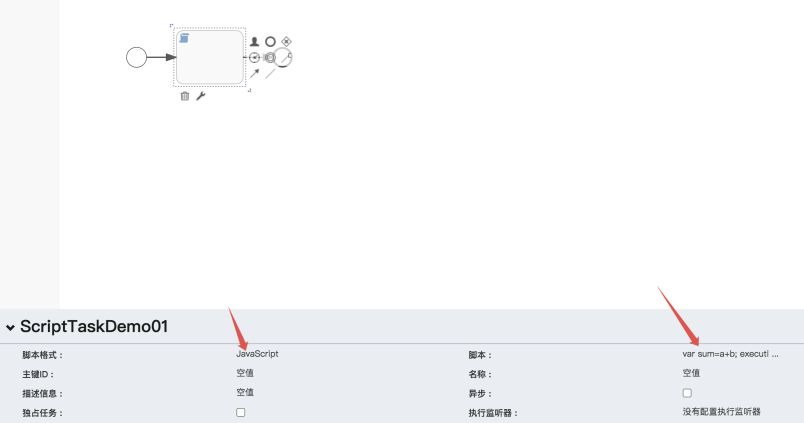 ScriptTaskDemo01
脚本格式： JavaScript 脚本： var sum=a+b; executi ...
主键ID： 空值 名称： 空值
描述信息： 空值 异步：
独占任务： 执行监听器： 没有配置执行监听器